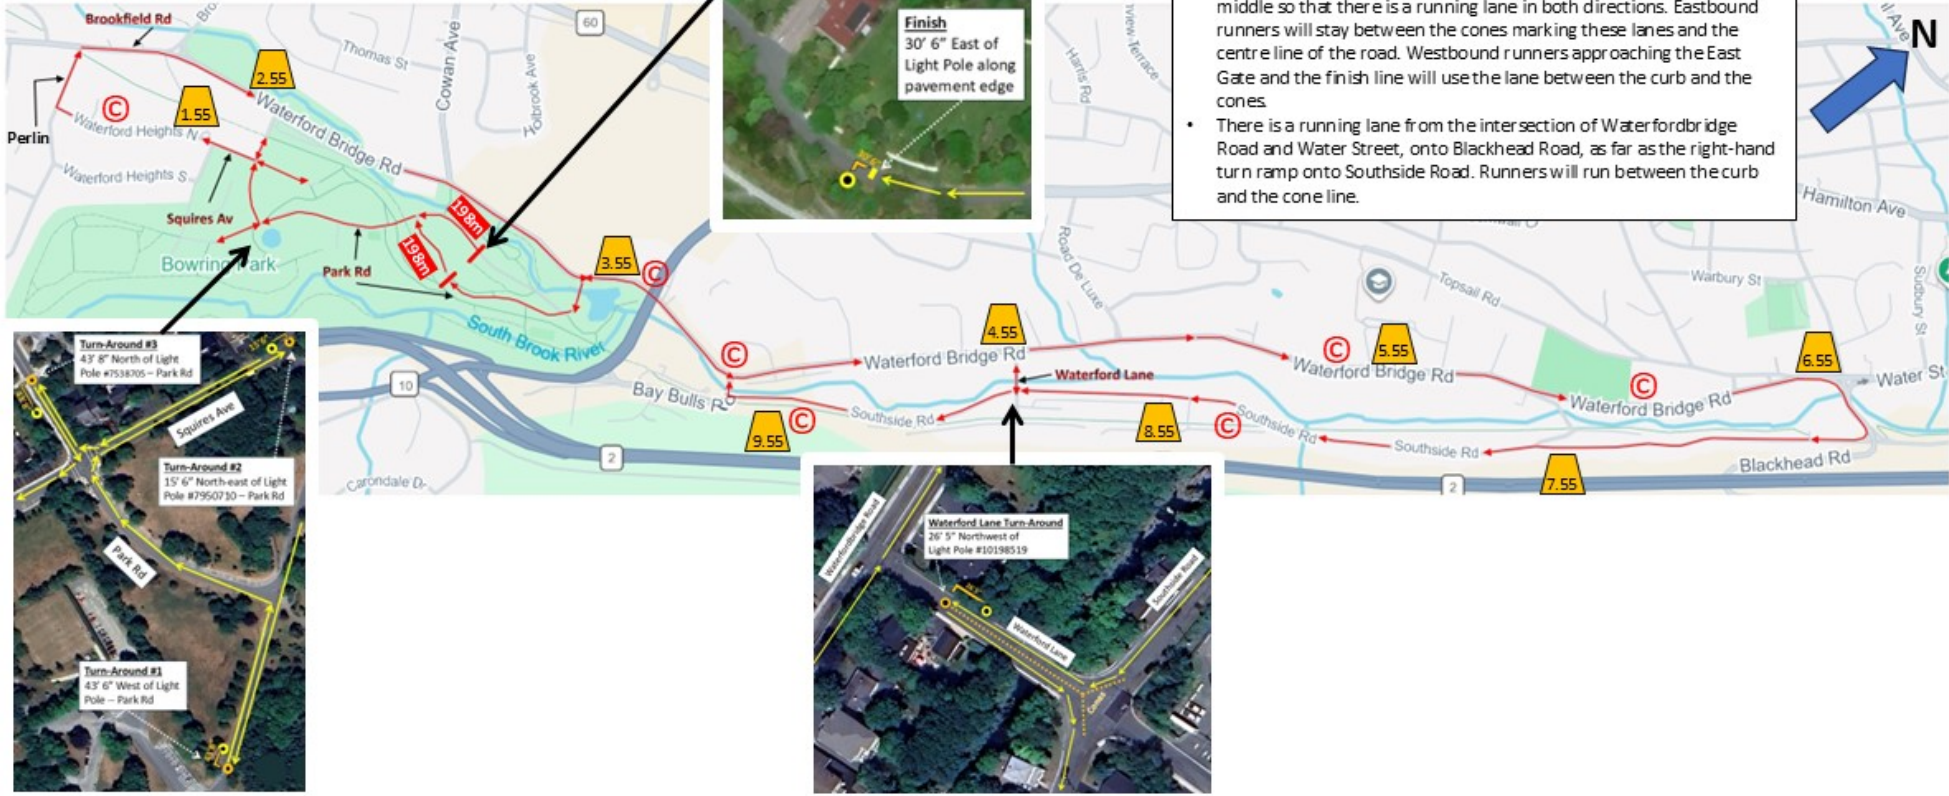 middle so that there is a running lane in both directions. Eastbound
runners will stay between the cones marking these lanes and the
centre line of the road. Westbound runners approaching the East
Gate and the finish line will use the lane between the curb and the
cones.
• There is a running lane from the intersection of Waterfordbridge
Road and Water Street, onto Blackhead Road, as far as the right-hand
turn ramp onto Southside Road. Runners will run between the curb
and the cone line.
N
Finish
30' 6" East of
Light Pole along
pavement edge
30' 6"
Brookfield Rd
60
Thomas St
Cowan Ave
Holbrook Ave
Harris Rd
view Terrace
Hamilton Ave
2.55
1.55
©
Perlin
Waterford Heights N
Waterford Heights S
Waterford Bridge Rd
Squires Av
Bowring Park
Park Rd
198m
198m
3.55
©
South Brook River
Road De Luxe
Topsail Rd
Warbury St
Sudbury St
4.55
5.55
6.55
©
Waterford Bridge Rd
©
Waterford Bridge Rd
©
Waterford Bridge Rd
Water St
Waterford Lane
10
Bay Bulls R
9.55
©
Southside Rd
8.55
©
Southside Rd
Southside Rd
7.55
Blackhead Rd
2
2
Carondale Dr
Turn-Around #3
43' 8" North of Light
Pole #7538705 – Park Rd
15' 6"
Squires Ave
Turn-Around #2
15' 6" North-east of Light
Pole #7950710 – Park Rd
Park Rd
Turn-Around #1
43' 6" West of Light
Pole – Park Rd
Waterford Lane Turn-Around
26' 5" Northwest of
Light Pole #10198519
Waterfordbridge Road
Southside Road
Waterford Lane
Cones